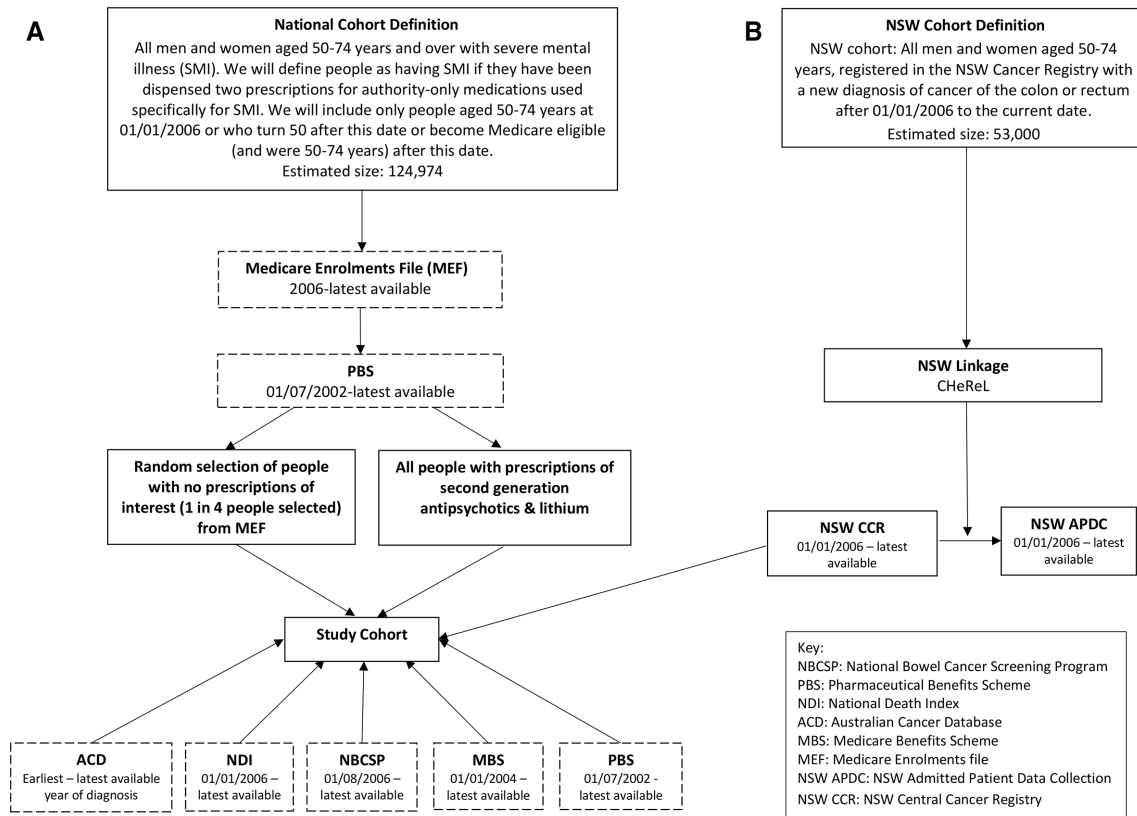 A
National Cohort Definition
All men and women aged 50-74 years and over with severe mental
illness (SMI). We will define people as having SMI if they have been
dispensed two prescriptions for authority-only medications used
specifically for SMI. We will include only people aged 50-74 years at
01/01/2006 or who turn 50 after this date or become Medicare eligible
(and were 50-74 years) after this date.
Estimated size: 124,974
Medicare Enrolments File (MEF)
2006-latest available
PBS
01/07/2002-latest available
Random selection of people
with no prescriptions of
interest (1 in 4 people selected)
from MEF
All people with prescriptions of
second generation
antipsychotics & lithium
Study Cohort
ACD
Earliest – latest available
year of diagnosis
NDI
01/01/2006 –
latest available
NBCSP
01/08/2006 –
latest available
MBS
01/01/2004 –
latest available
PBS
01/07/2002 -
latest available
B
NSW Cohort Definition
NSW cohort: All men and women aged 50-74
years, registered in the NSW Cancer Registry with
a new diagnosis of cancer of the colon or rectum
after 01/01/2006 to the current date.
Estimated size: 53,000
NSW Linkage
CHeReL
NSW CCR
01/01/2006 – latest
available
NSW APDC
01/01/2006 – latest
available
Key:
NBCSP: National Bowel Cancer Screening Program
PBS: Pharmaceutical Benefits Scheme
NDI: National Death Index
ACD: Australian Cancer Database
MBS: Medicare Benefits Scheme
MEF: Medicare Enrolments file
NSW APDC: NSW Admitted Patient Data Collection
NSW CCR: NSW Central Cancer Registry